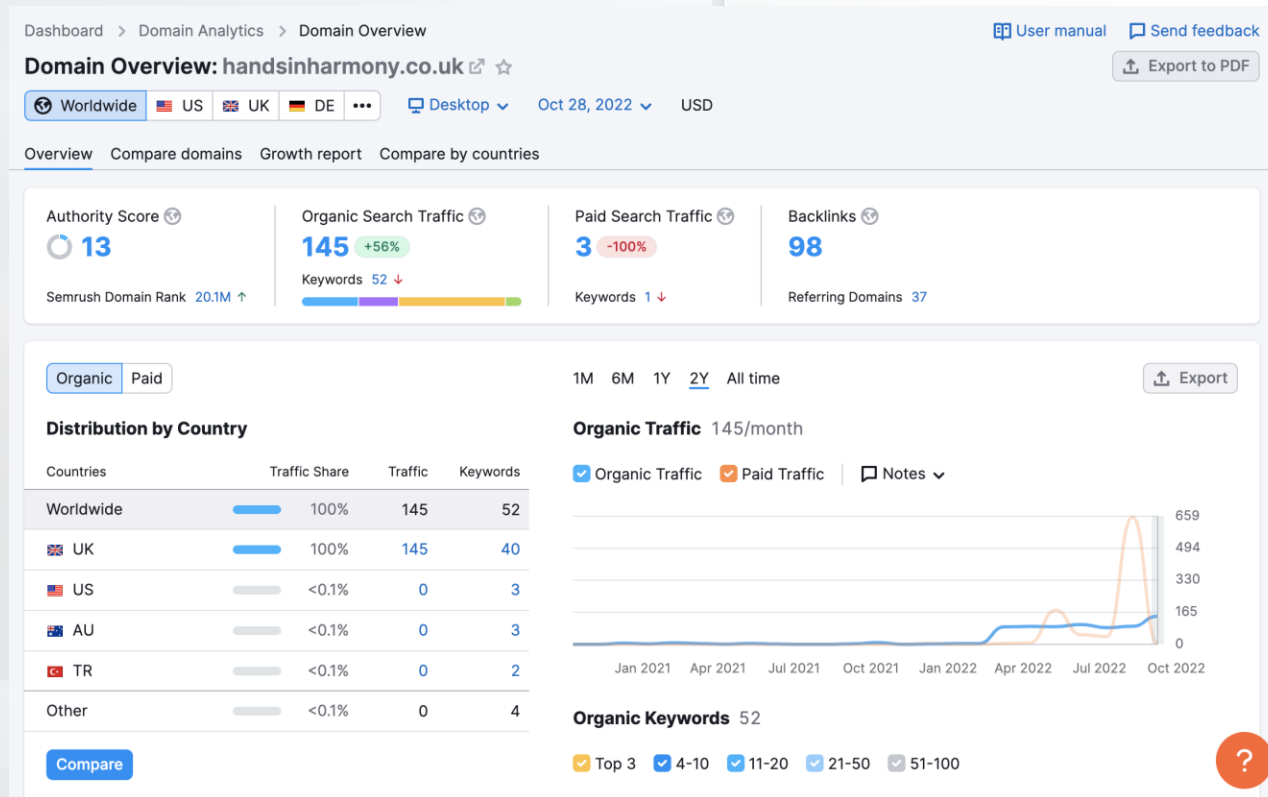 Dashboard > Domain Analytics > Domain Overview
User manual
Send feedback
Domain Overview: handsinharmony.co.uk
Export to PDF
Worldwide US UK DE •••
Desktop
Oct 28, 2022
USD
Overview Compare domains Growth report Compare by countries
Authority Score
13
Semrush Domain Rank 20.1M ↑
Organic Search Traffic
145 +56%
Keywords 52 ↓
Paid Search Traffic
3 -100%
Keywords 1 ↓
Backlinks
98
Referring Domains 37
Organic Paid
Distribution by Country
Countries Traffic Share Traffic Keywords
Worldwide 100% 145 52
UK 100% 145 40
US <0.1% 0 3
AU <0.1% 0 3
TR <0.1% 0 2
Other <0.1% 0 4
Compare
1M 6M 1Y 2Y All time
Export
Organic Traffic 145/month
Organic Traffic Paid Traffic Notes
659
494
330
165
0
Jan 2021 Apr 2021 Jul 2021 Oct 2021 Jan 2022 Apr 2022 Jul 2022 Oct 2022
Organic Keywords 52
Top 3 4-10 11-20 21-50 51-100
?